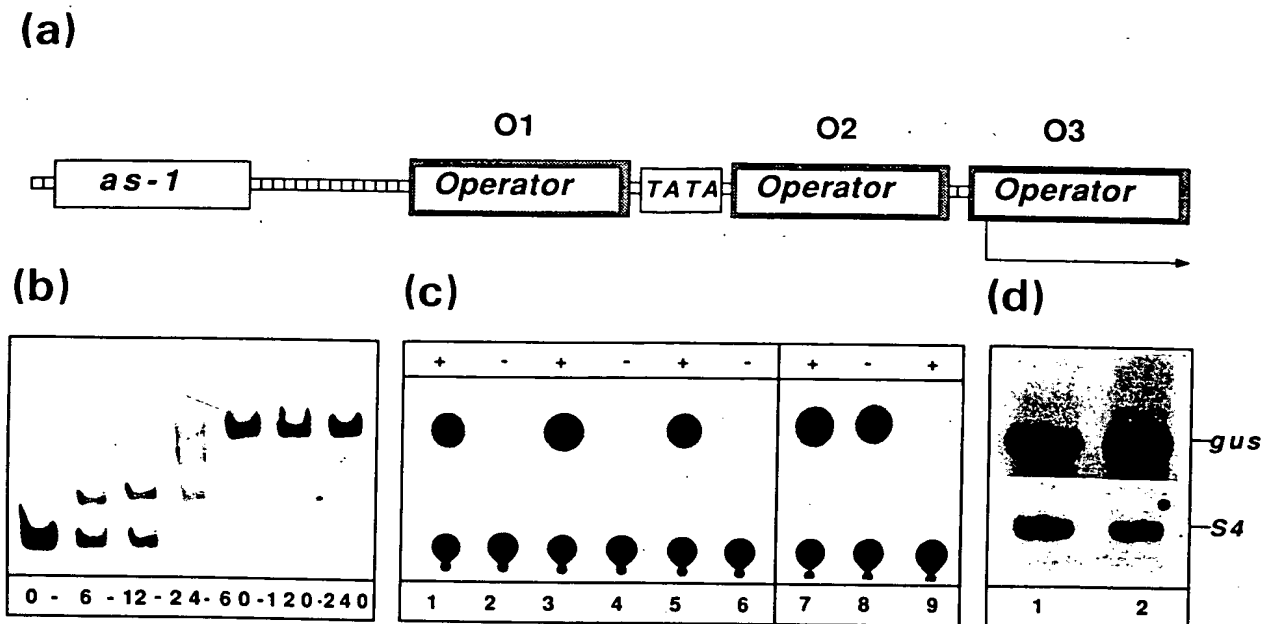 (a)
O1 O2 O3
as-1 Operator TATA Operator Operator
(b) (c) (d)
+ - + - + - + - +
gus
S4
0 - 6 - 12 - 24 - 60 - 120 - 240
1 2 3 4 5 6 7 8 9
1 2